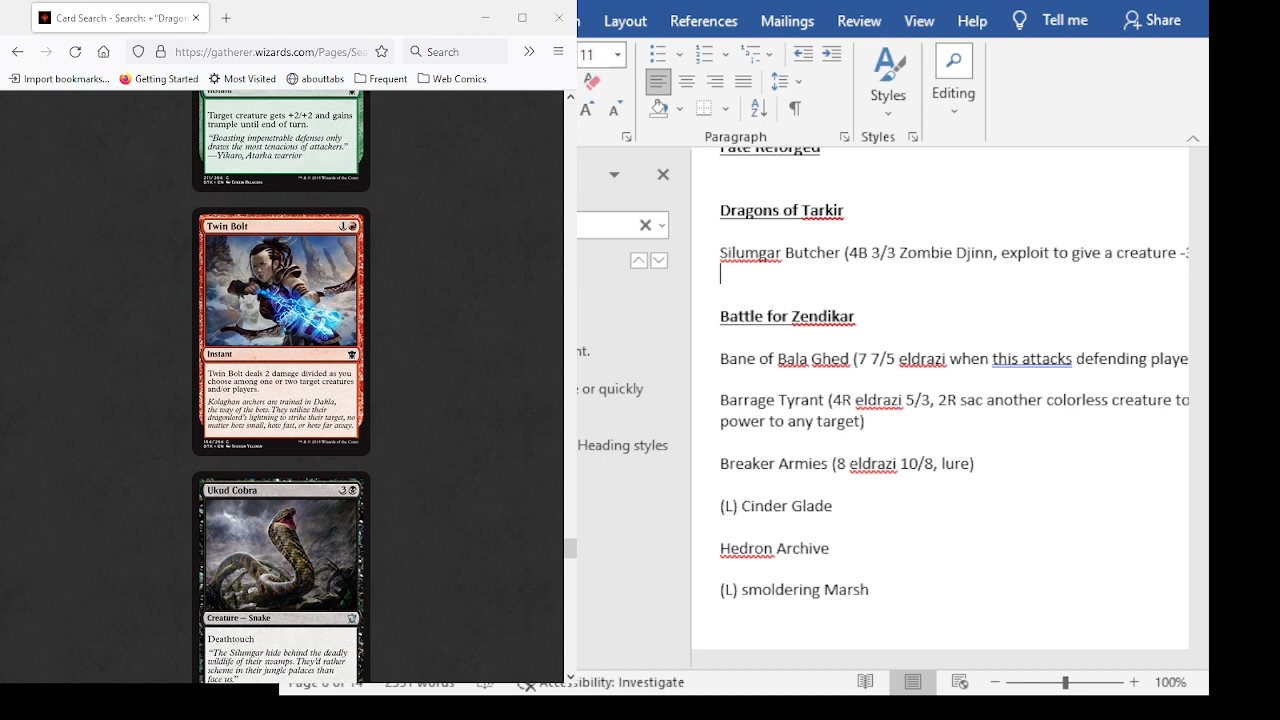 Card Search - Search: +"Dragon
https://gatherer.wizards.com/Pages/Sea
Search
Import bookmarks...
Getting Started
Most Visited
abouttabs
Frequent
Web Comics
Instant
Target creature gets +2/+2 and gains
trample until end of turn.
"Boasting impenetrable defenses only
draws the most tenacious of attackers."
—Yikaro, Atarka warrior
Twin Bolt
1
Instant
Twin Bolt deals 2 damage divided as you
choose among one or two target creatures
and/or players.
Kolaghan archers are trained in Dakla,
the way of the bow. They utilize their
dragonlord's lightning to strike their target, no
matter how small, how fast, or how far away.
Ukud Cobra
3
Creature — Snake
Deathtouch
"The Silumgar hide behind the deadly
wildlife of their swamps. They'd rather
scheme in their jungle palaces than
face us."
Layout References Mailings Review View Help Tell me Share
11
Styles
Editing
Paragraph
Styles
nt.
e or quickly
Heading styles
Fate Reforged
Dragons of Tarkir
Silumgar Butcher (4B 3/3 Zombie Djinn, exploit to give a creature -3
Battle for Zendikar
Bane of Bala Ghed (7 7/5 eldrazi when this attacks defending playe
Barrage Tyrant (4R eldrazi 5/3, 2R sac another colorless creature to
power to any target)
Breaker Armies (8 eldrazi 10/8, lure)
(L) Cinder Glade
Hedron Archive
(L) smoldering Marsh
words
Accessibility: Investigate
100%